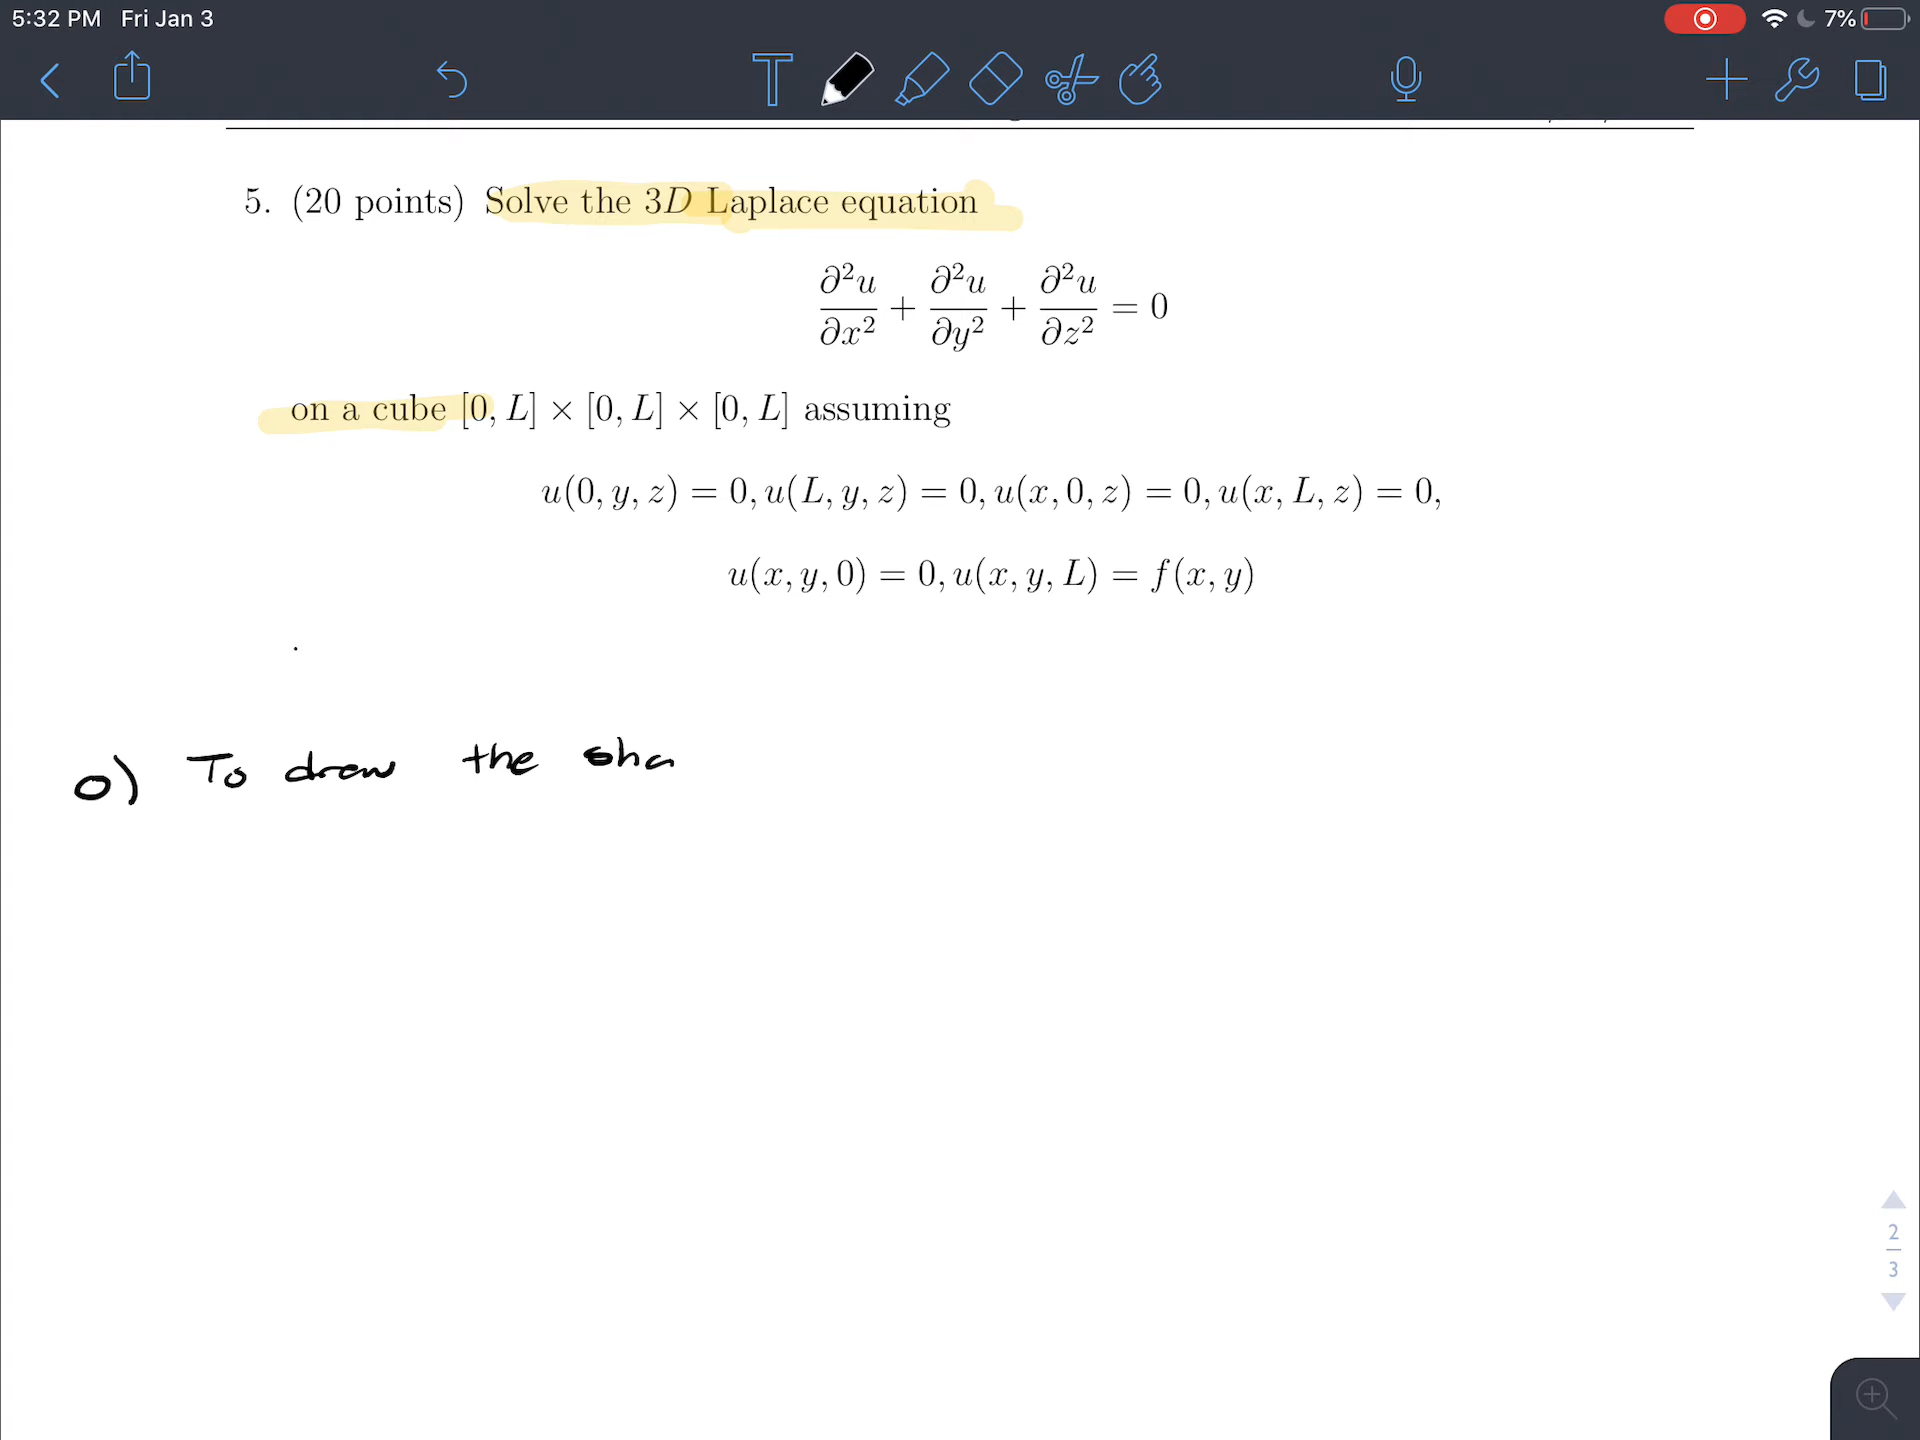 5:32 PM Fri Jan 3 7%
5. (20 points) Solve the 3D Laplace equation
∂²u/∂x² + ∂²u/∂y² + ∂²u/∂z² = 0
on a cube [0, L] × [0, L] × [0, L] assuming
u(0, y, z) = 0, u(L, y, z) = 0, u(x, 0, z) = 0, u(x, L, z) = 0,
u(x, y, 0) = 0, u(x, y, L) = f(x, y)
.
0) To draw the sha
2
3